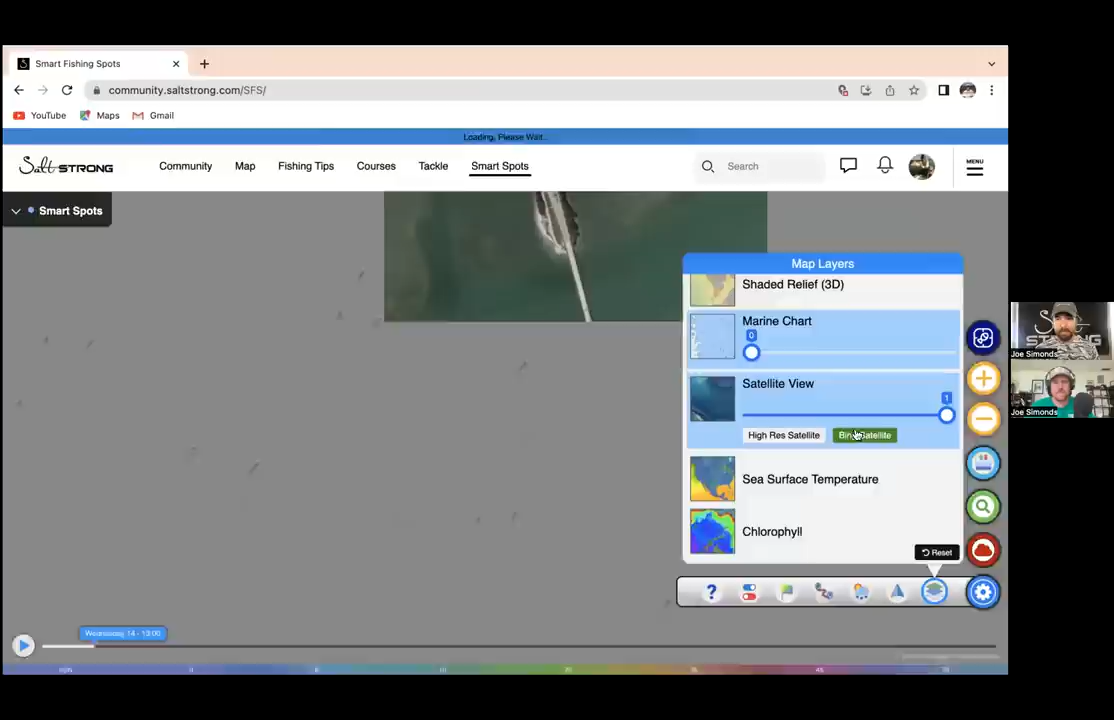 Smart Fishing Spots
community.saltstrong.com/SFS/
YouTube Maps Gmail
Loading, Please Wait...
Salt STRONG Community Map Fishing Tips Courses Tackle Smart Spots Search MENU
Smart Spots
Map Layers
Shaded Relief (3D)
Marine Chart
0
Satellite View
1
High Res Satellite Bing Satellite
Sea Surface Temperature
Chlorophyll
Reset
?
Wednesday 14 - 13:00
Joe Simonds
Joe Simonds